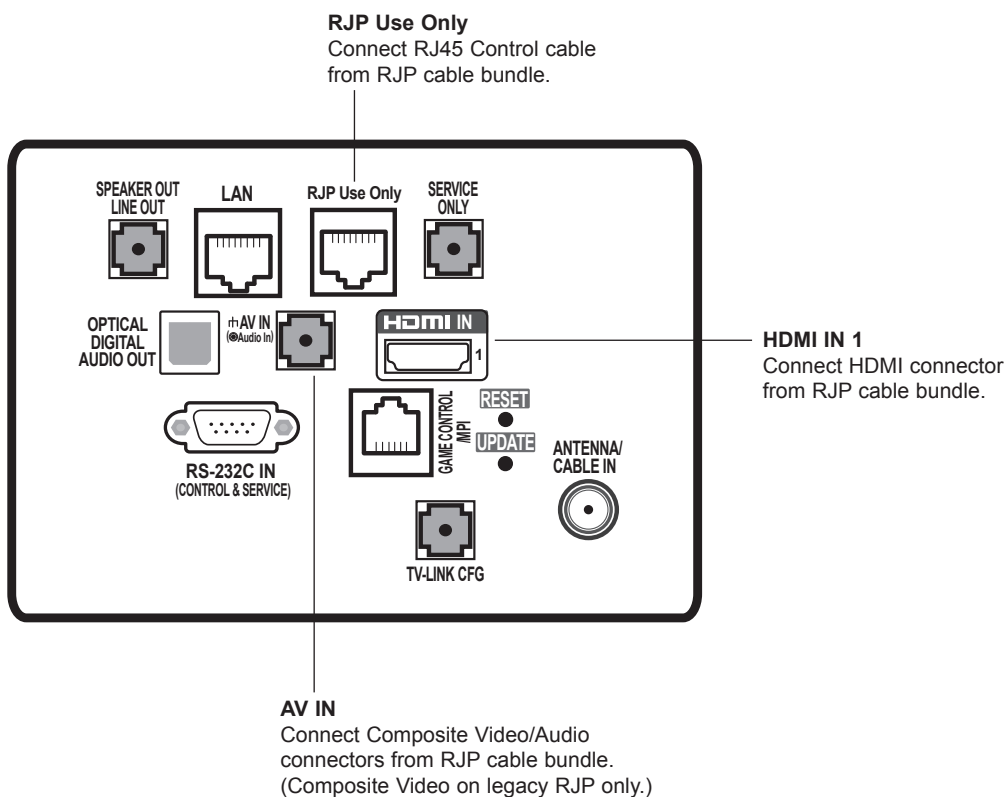 RJP Use Only
Connect RJ45 Control cable
from RJP cable bundle.
SPEAKER OUT
LINE OUT
LAN
RJP Use Only
SERVICE
ONLY
OPTICAL
DIGITAL
AUDIO OUT
AV IN
(Audio In)
HDMI IN
1
HDMI IN 1
Connect HDMI connector
from RJP cable bundle.
GAME CONTROL
/MPI
RESET
UPDATE
ANTENNA/
CABLE IN
RS-232C IN
(CONTROL & SERVICE)
TV-LINK CFG
AV IN
Connect Composite Video/Audio
connectors from RJP cable bundle.
(Composite Video on legacy RJP only.)